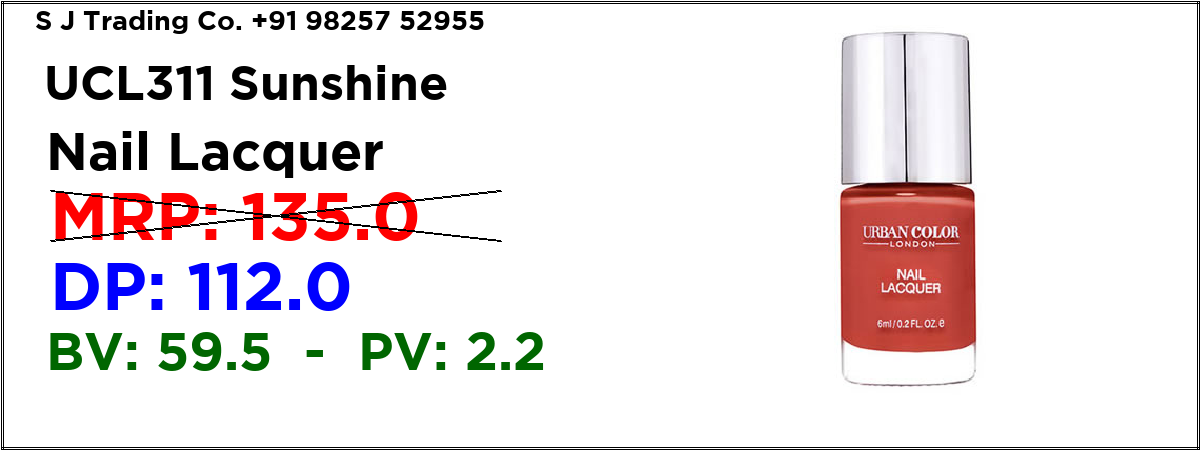 S J Trading Co. +91 98257 52955
UCL311 Sunshine
Nail Lacquer
MRP: 135.0
DP: 112.0
BV: 59.5 - PV: 2.2
URBAN COLOR
LONDON
NAIL
LACQUER
6ml / 0.2 FL. OZ. e